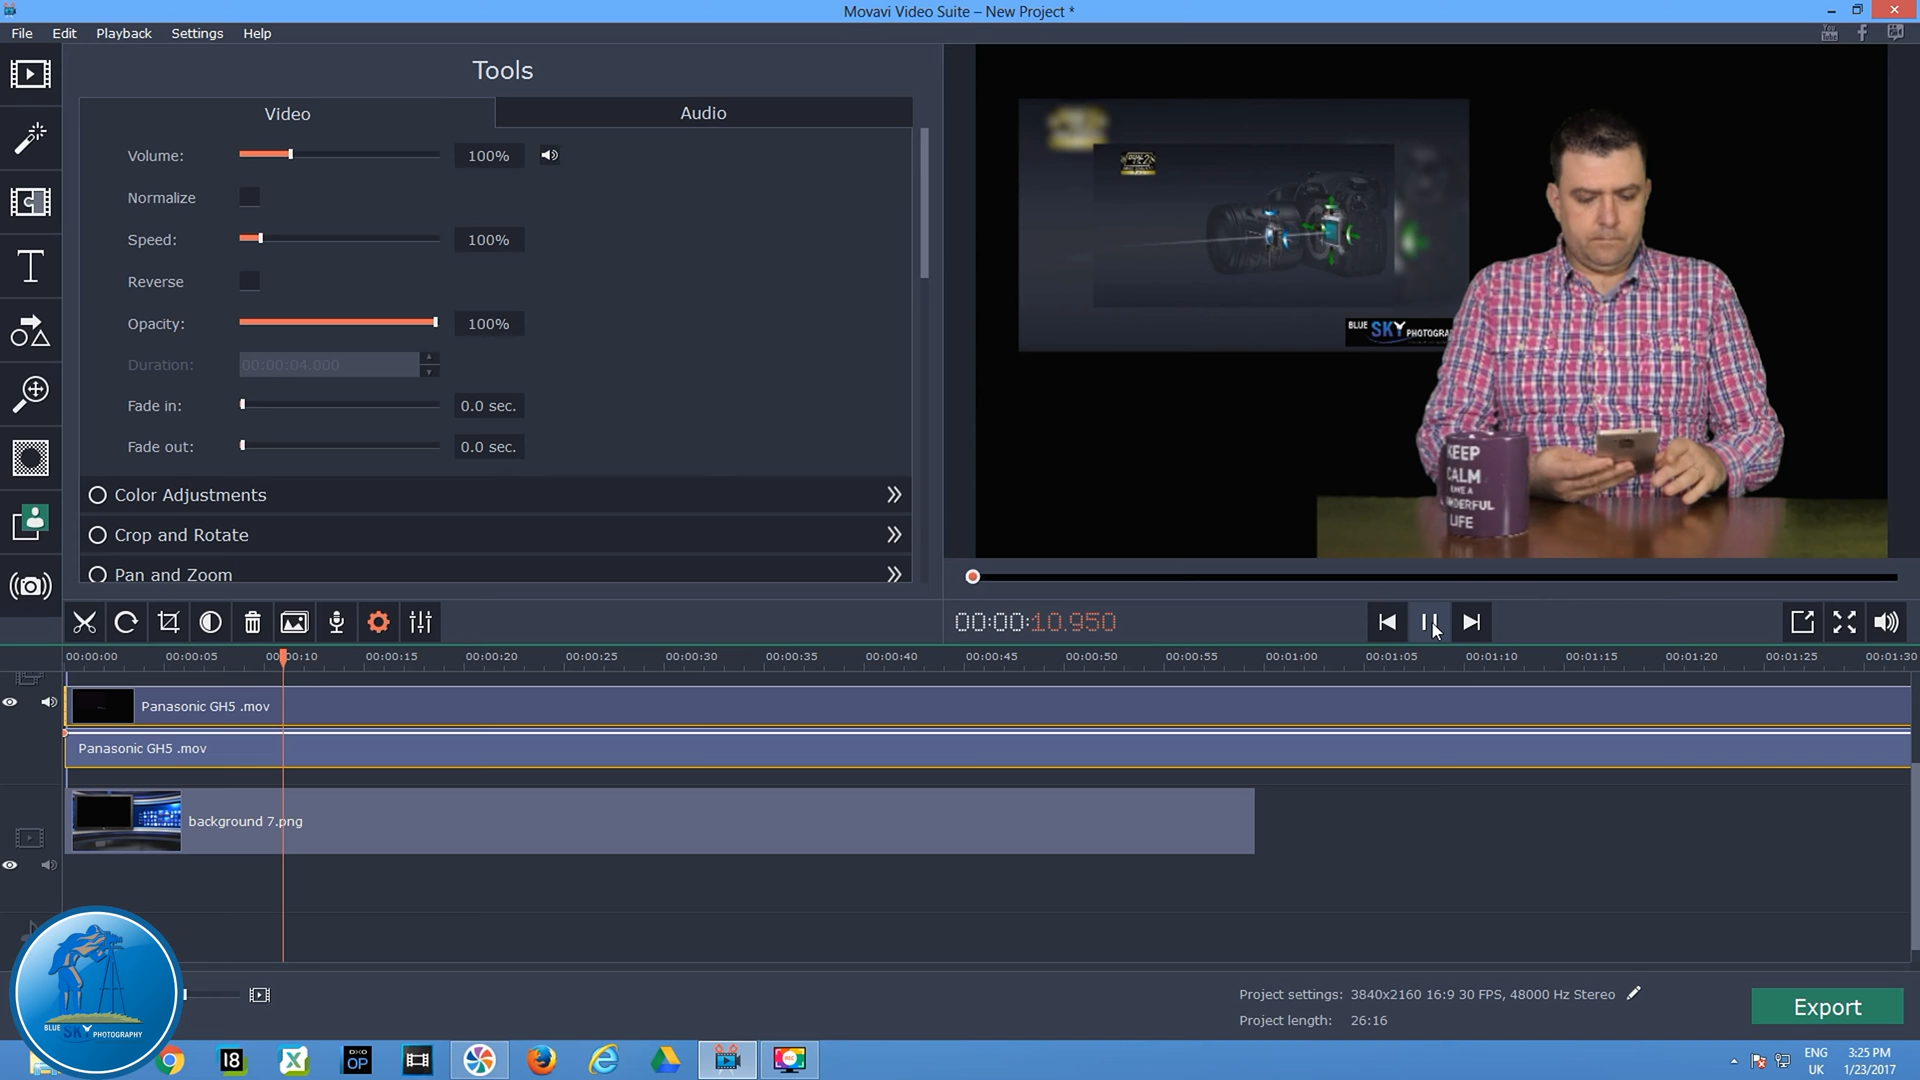 Movavi Video Suite – New Project *
File Edit Playback Settings Help
Tools
Video Audio
Volume: 100%
Normalize
Speed: 100%
Reverse
Opacity: 100%
Duration: 00:00:04.000
Fade in: 0.0 sec.
Fade out: 0.0 sec.
Color Adjustments
Crop and Rotate
Pan and Zoom
BLUE SKY PHOTOGRA
KEEP
CALM
HAVE A
WONDERFUL
LIFE
00:00:10.950
00:00:00 00:00:05 00:00:10 00:00:15 00:00:20 00:00:25 00:00:30 00:00:35 00:00:40 00:00:45 00:00:50 00:00:55 00:01:00 00:01:05 00:01:10 00:01:15 00:01:20 00:01:25 00:01:30
Panasonic GH5 .mov
Panasonic GH5 .mov
background 7.png
BLUE SKY PHOTOGRAPHY
Project settings: 3840x2160 16:9 30 FPS, 48000 Hz Stereo
Project length: 26:16
Export
18
DXO
OP
REC
ENG
UK
3:25 PM
1/23/2017